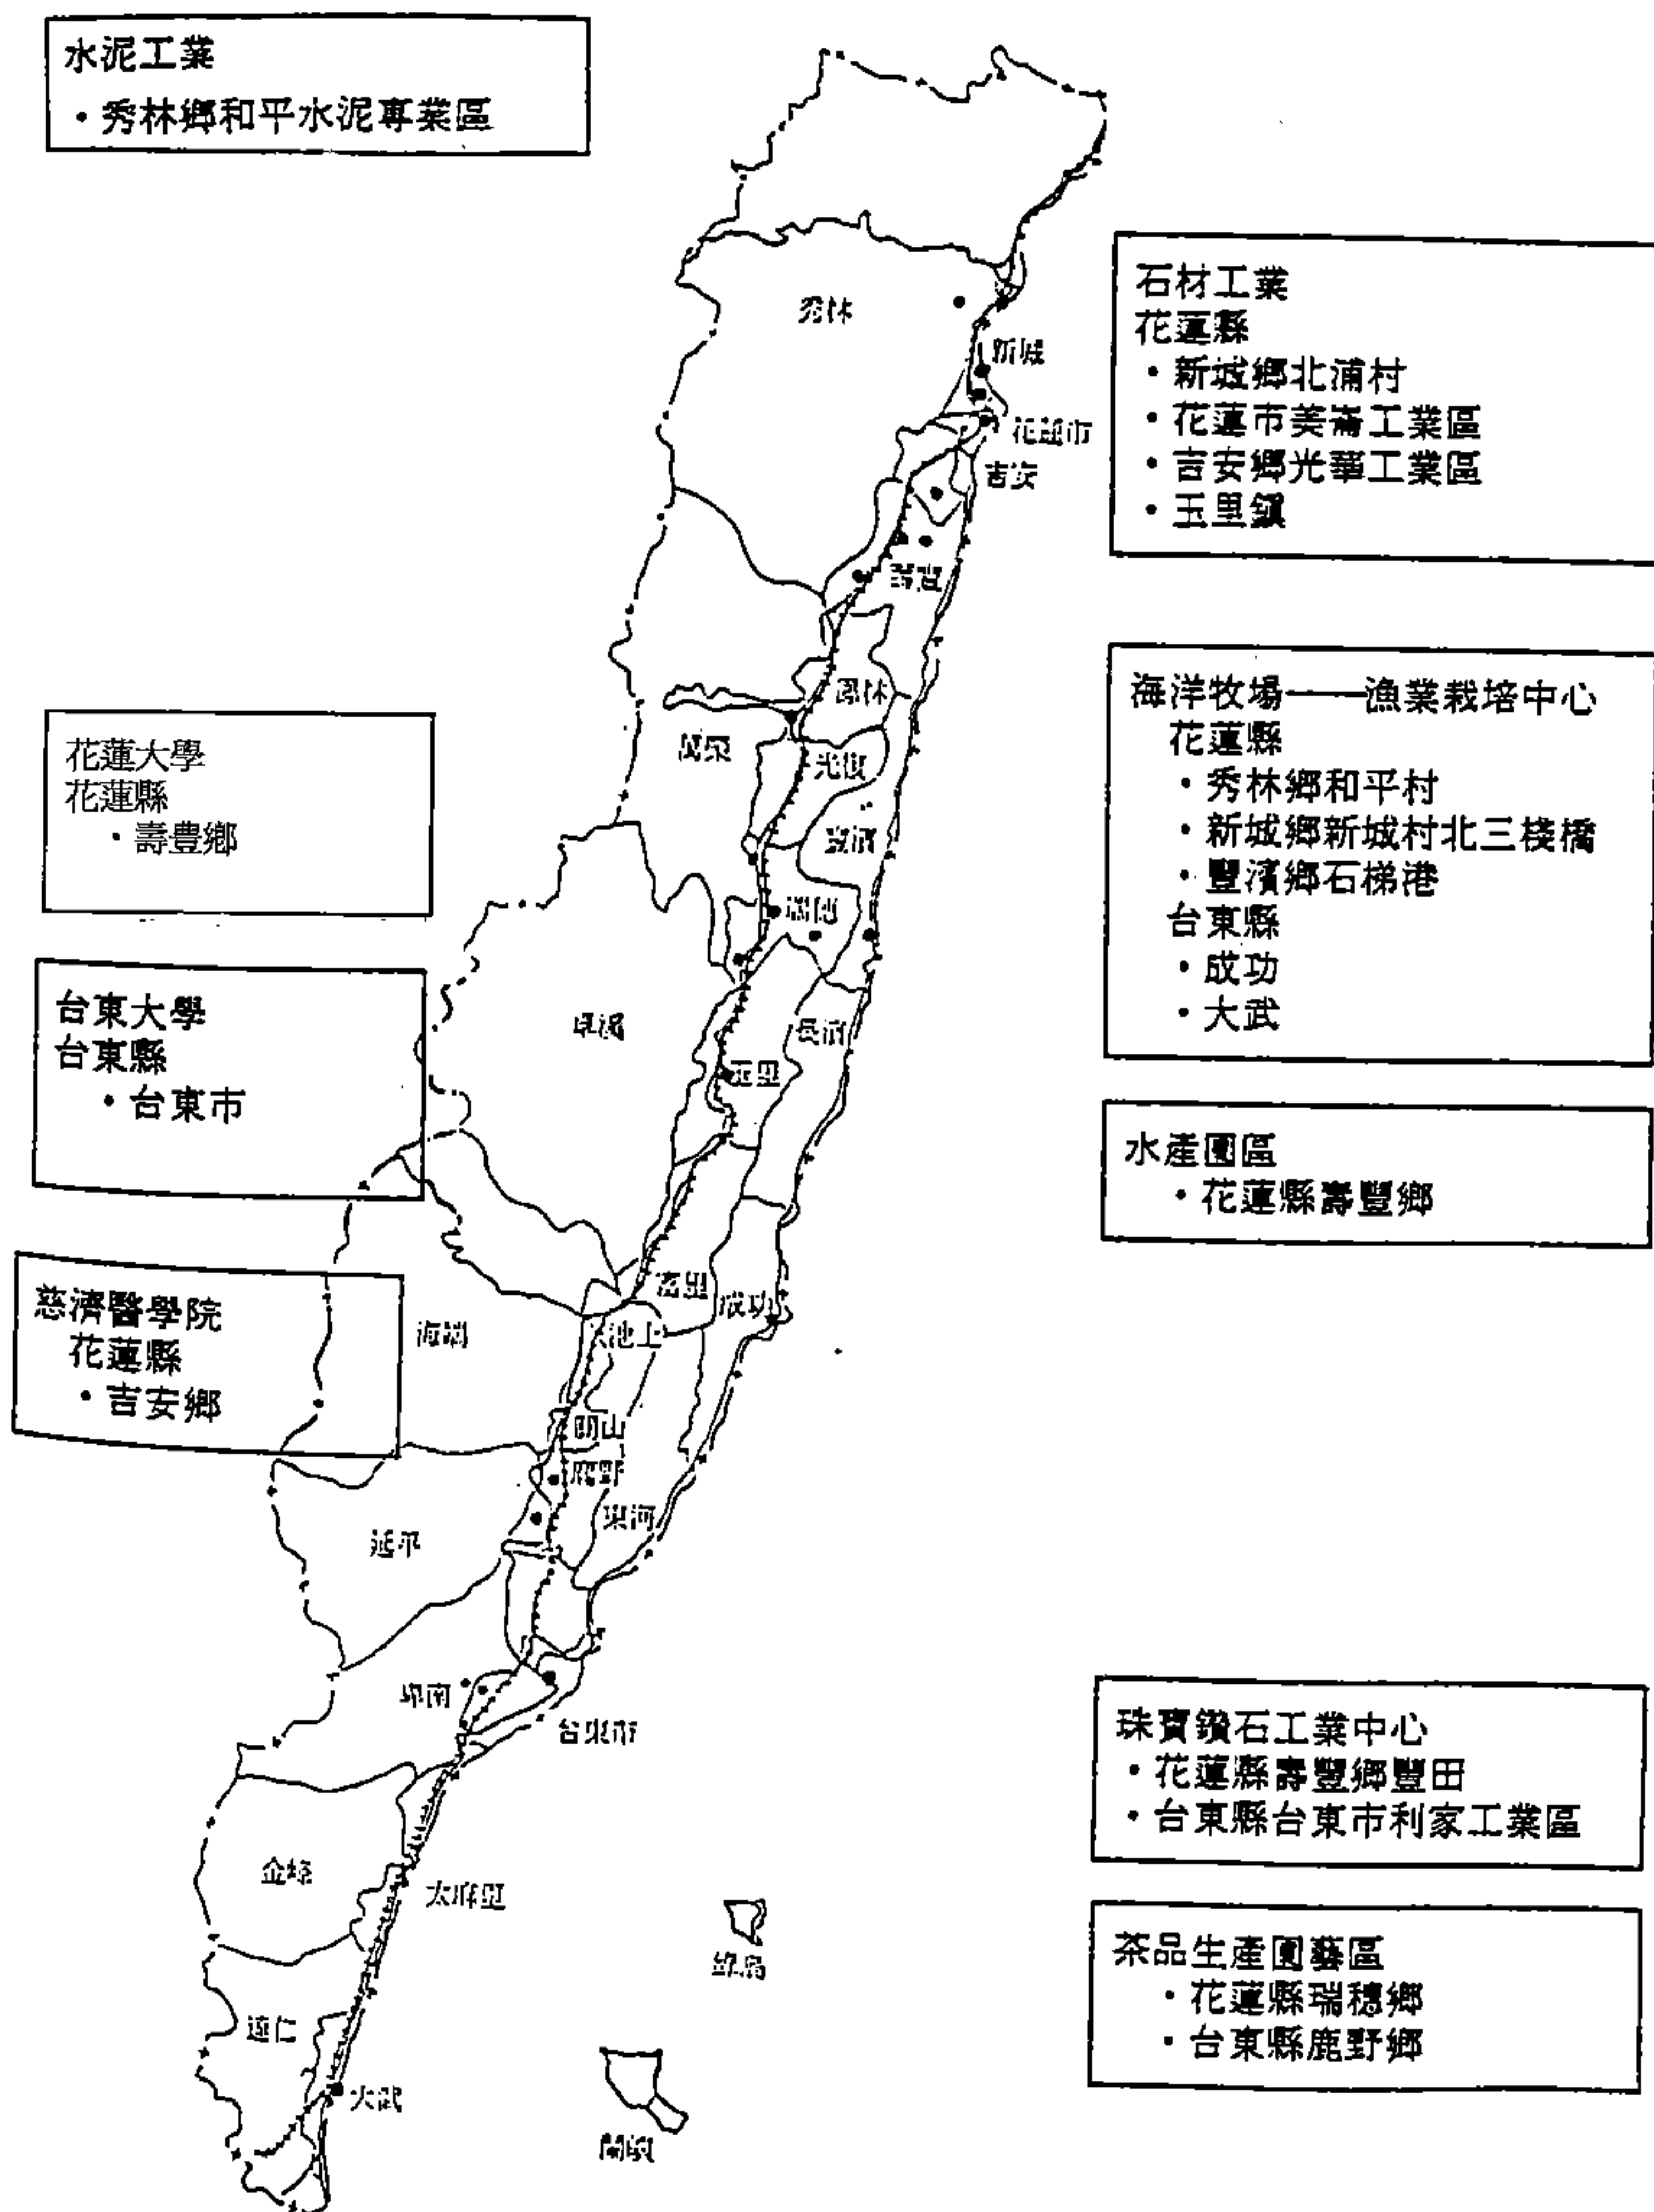 水泥工業
・秀林鄉和平水泥專業區
石材工業
花蓮縣
・新城鄉北浦村
・花蓮市美崙工業區
・吉安鄉光華工業區
・玉里鎮
海洋牧場——漁業栽培中心
花蓮縣
・秀林鄉和平村
・新城鄉新城村北三棧橋
・豐濱鄉石梯港
台東縣
・成功
・大武
水產園區
・花蓮縣壽豐鄉
珠寶鑽石工業中心
・花蓮縣壽豐鄉豐田
・台東縣台東市利家工業區
茶品生產園藝區
・花蓮縣瑞穗鄉
・台東縣鹿野鄉
花蓮大學
花蓮縣
・壽豊鄉
台東大學
台東縣
・台東市
慈濟醫學院
花蓮縣
・吉安鄉
秀林
新城
花蓮市
吉安
壽豐
鳳林
萬榮
光復
豐濱
瑞穗
卓溪
長濱
玉里
富里
成功
海端
池上
關山
鹿野
東河
延平
卑南
台東市
金峰
太麻里
綠島
達仁
大武
蘭嶼